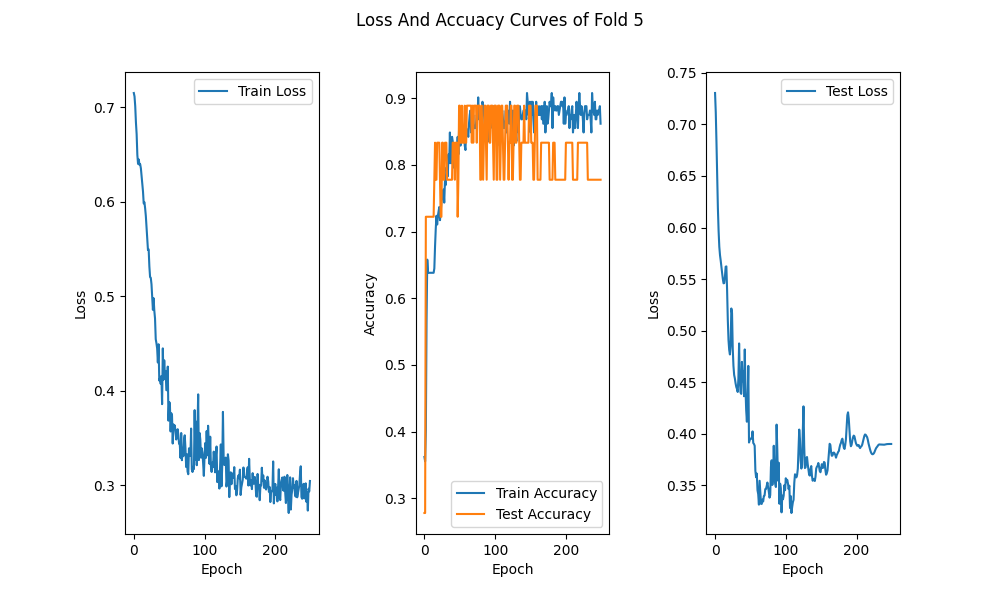 Loss And Accuacy Curves of Fold 5
Train Loss
0.7
0.6
0.5
0.4
0.3
0
100
200
Epoch
Loss
0.9
0.8
0.7
0.6
0.5
0.4
0.3
Train Accuracy
Test Accuracy
0
100
200
Epoch
Accuracy
Test Loss
0.75
0.70
0.65
0.60
0.55
0.50
0.45
0.40
0.35
0
100
200
Epoch
Loss